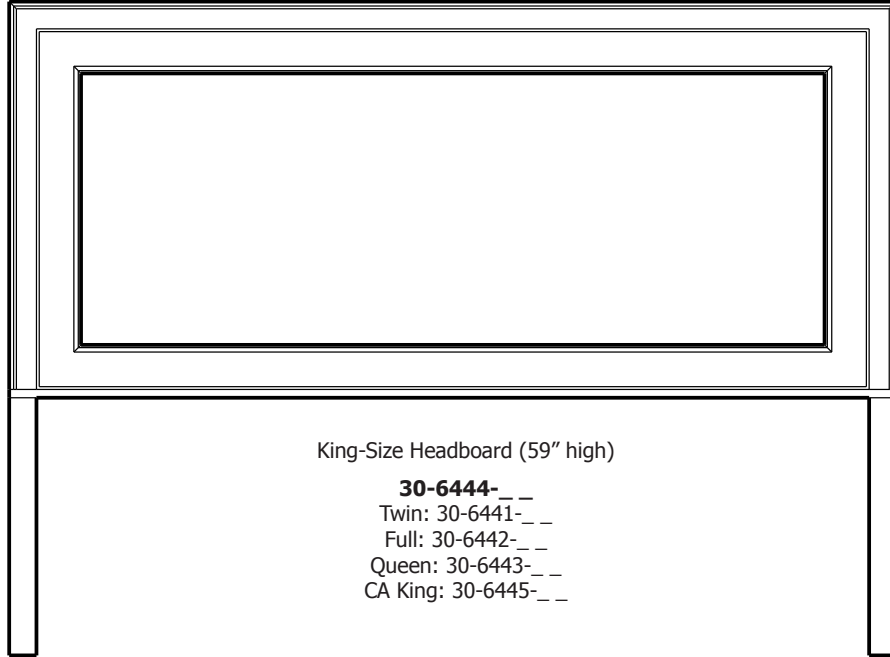 King-Size Headboard (59″ high)
30-6444-_ _
Twin: 30-6441-_ _
Full: 30-6442-_ _
Queen: 30-6443-_ _
CA King: 30-6445-_ _